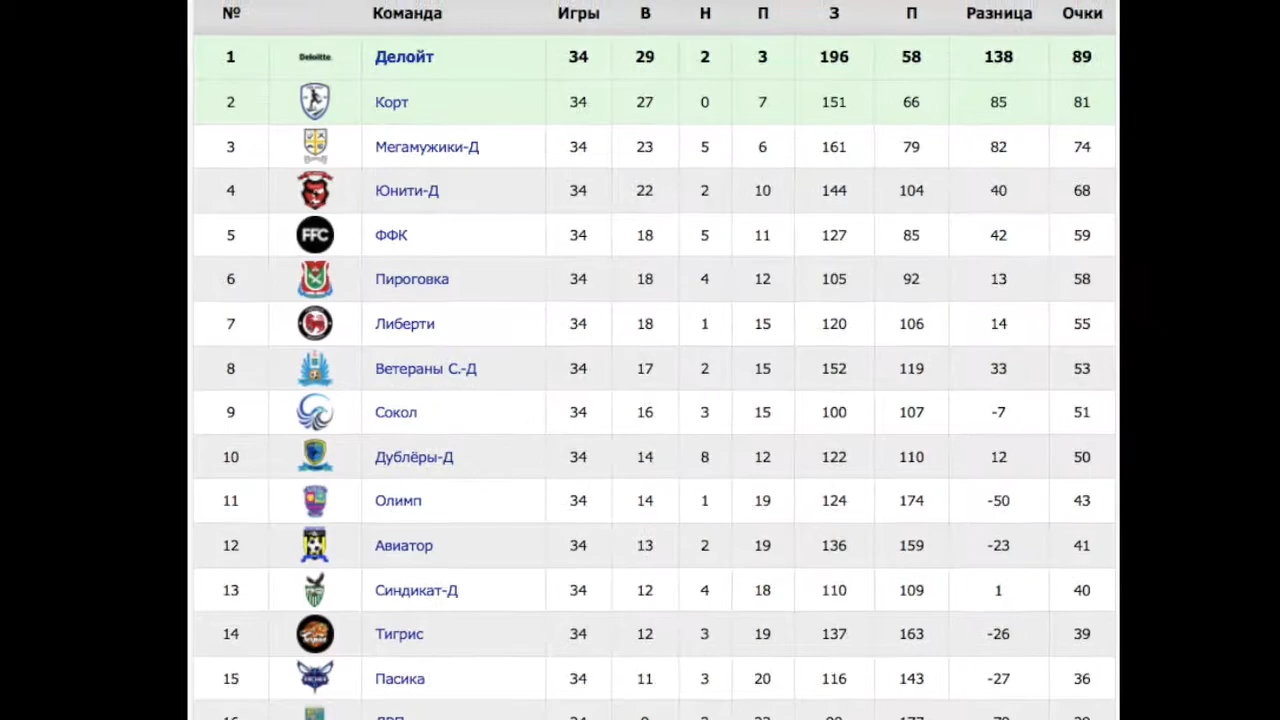 № Команда Игры В Н П З П Разница Очки
1 Deloitte. Делойт 34 29 2 3 196 58 138 89
2 Корт 34 27 0 7 151 66 85 81
3 Мегамужики-Д 34 23 5 6 161 79 82 74
4 Юнити-Д 34 22 2 10 144 104 40 68
5 FFC ФФК 34 18 5 11 127 85 42 59
6 Пироговка 34 18 4 12 105 92 13 58
7 Либерти 34 18 1 15 120 106 14 55
8 Ветераны С.-Д 34 17 2 15 152 119 33 53
9 Сокол 34 16 3 15 100 107 -7 51
10 Дублёры-Д 34 14 8 12 122 110 12 50
11 Олимп 34 14 1 19 124 174 -50 43
12 Авиатор 34 13 2 19 136 159 -23 41
13 Синдикат-Д 34 12 4 18 110 109 1 40
14 Тигрис 34 12 3 19 137 163 -26 39
15 Пасика 34 11 3 20 116 143 -27 36